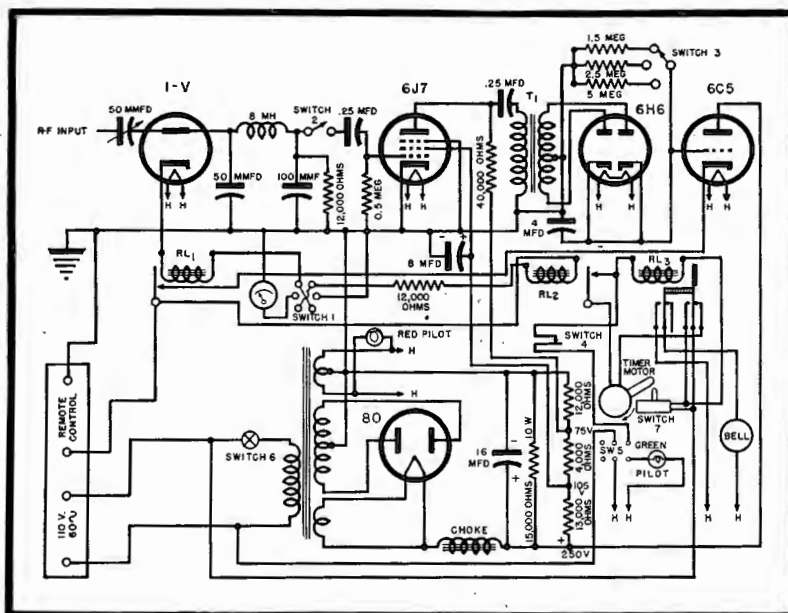 1-V
6J7
6H6
6C5
1.5 MEG
SWITCH 3
2.5 MEG
5 MEG
50 MMFD
R-F INPUT
8 MH
SWITCH
2
.25 MFD
.25 MFD
T1
50 MMFD
100 MMF
12,000 OHMS
0.5 MEG
40,000 OHMS
4
MFD
H H
H H
H H
H H
- +
8 MFD
RL1
SWITCH 1
12,000
OHMS
RL2
RL3
RED PILOT
H
H
SWITCH
4
TIMER
MOTOR
SWITCH
7
BELL
REMOTE
CONTROL
110 V.
60~
SWITCH 6
80
16
MFD
-
+
10 W
15,000 OHMS
12,000
OHMS
75V
4,000
OHMS
105
V
13,000
OHMS
+
250V
CHOKE
SW 5
GREEN
PILOT
H H
H H